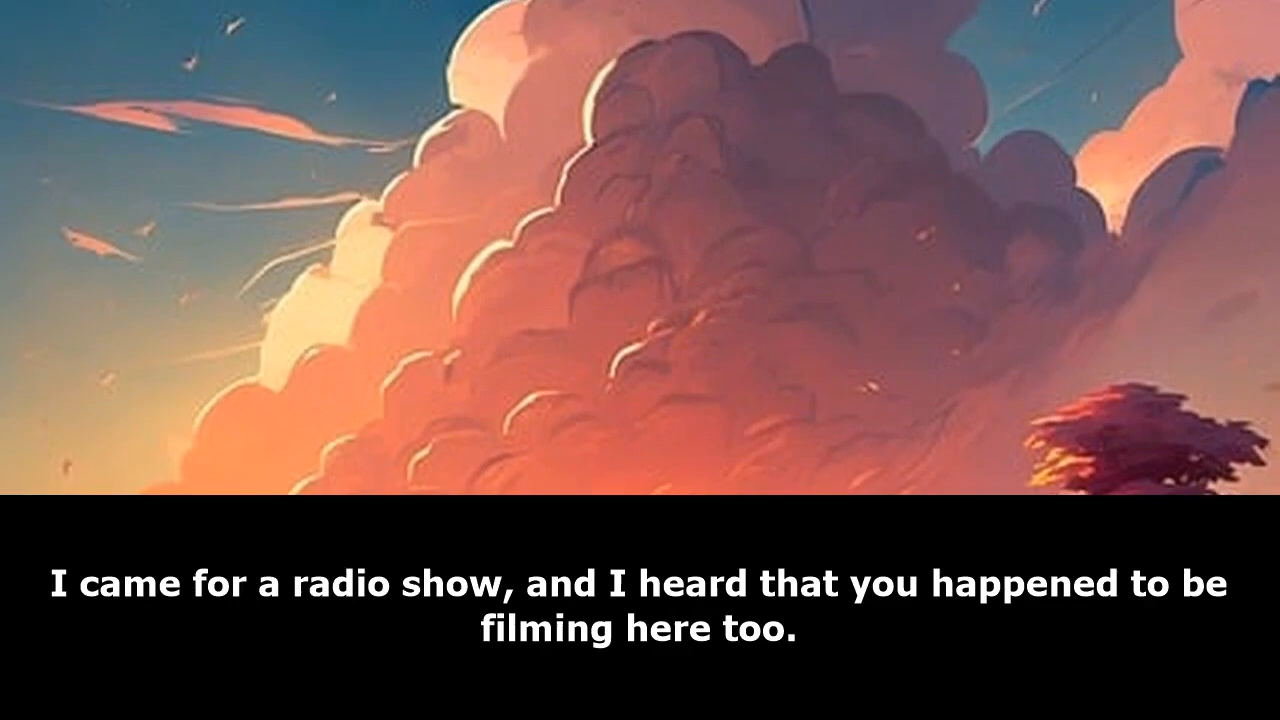 I came for a radio show, and I heard that you happened to be
filming here too.